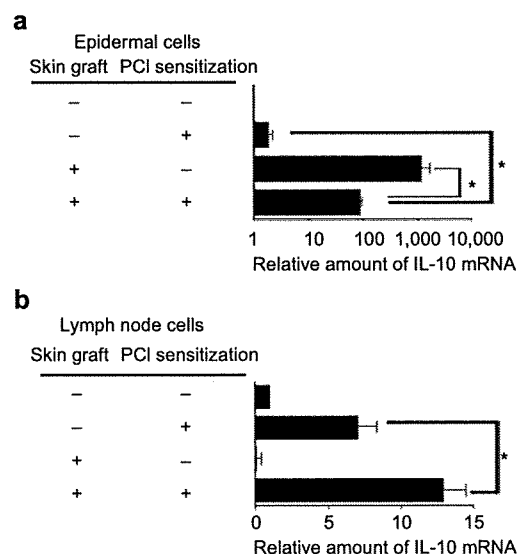 a
Epidermal cells
Skin graft PCl sensitization
– –
– +
+ –
+ +
*
*
1 10 100 1,000 10,000
Relative amount of IL-10 mRNA
b
Lymph node cells
Skin graft PCl sensitization
– –
– +
+ –
+ +
*
0 5 10 15
Relative amount of IL-10 mRNA